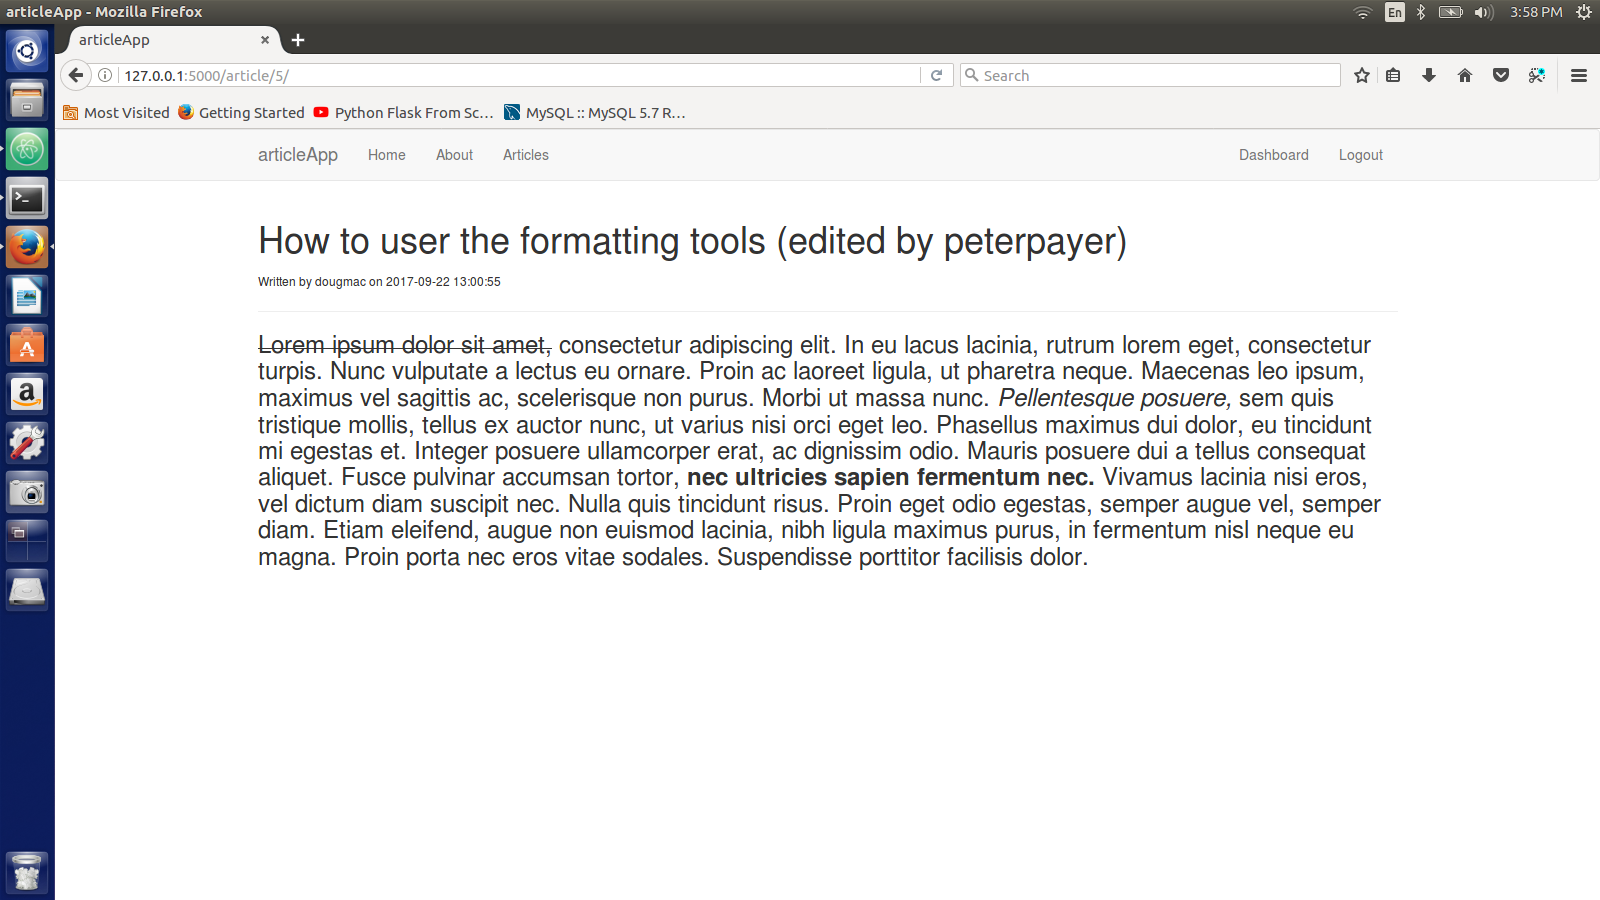 articleApp - Mozilla Firefox
En
3:58 PM
articleApp
127.0.0.1:5000/article/5/
Search
Most Visited
Getting Started
Python Flask From Sc...
MySQL :: MySQL 5.7 R...
articleApp
Home
About
Articles
Dashboard
Logout
How to user the formatting tools (edited by peterpayer)
Written by dougmac on 2017-09-22 13:00:55
Lorem ipsum dolor sit amet, consectetur adipiscing elit. In eu lacus lacinia, rutrum lorem eget, consectetur
turpis. Nunc vulputate a lectus eu ornare. Proin ac laoreet ligula, ut pharetra neque. Maecenas leo ipsum,
maximus vel sagittis ac, scelerisque non purus. Morbi ut massa nunc. Pellentesque posuere, sem quis
tristique mollis, tellus ex auctor nunc, ut varius nisi orci eget leo. Phasellus maximus dui dolor, eu tincidunt
mi egestas et. Integer posuere ullamcorper erat, ac dignissim odio. Mauris posuere dui a tellus consequat
aliquet. Fusce pulvinar accumsan tortor, nec ultricies sapien fermentum nec. Vivamus lacinia nisi eros,
vel dictum diam suscipit nec. Nulla quis tincidunt risus. Proin eget odio egestas, semper augue vel, semper
diam. Etiam eleifend, augue non euismod lacinia, nibh ligula maximus purus, in fermentum nisl neque eu
magna. Proin porta nec eros vitae sodales. Suspendisse porttitor facilisis dolor.